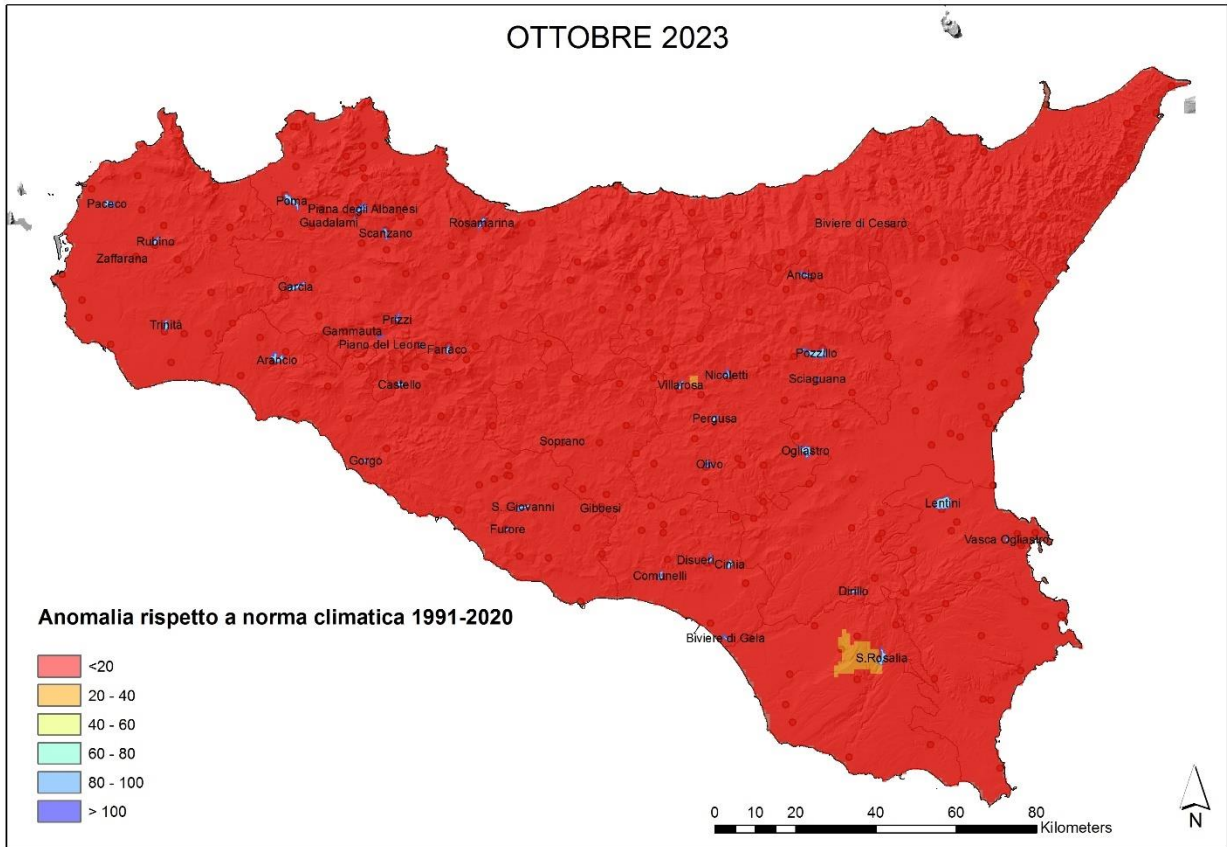 OTTOBRE 2023
Paceco
Poma
Piana degli Albanesi
Guadalami
Scanzano
Rosamarina
Biviere di Cesarò
Rubino
Zaffarana
Garcia
Ancipa
Trinità
Prizzi
Gammauta
Piano del Leone
Fanaco
Arancio
Castello
Pozzillo
Nicoletti
Sciaguana
Villarosa
Pergusa
Soprano
Ogliastro
Olivo
Gorgo
S. Giovanni
Gibbesi
Furore
Lentini
Vasca Ogliastro
Disueri
Cimia
Comunelli
Dirillo
Biviere di Gela
S.Rosalia
Anomalia rispetto a norma climatica 1991-2020
<20
20 - 40
40 - 60
60 - 80
80 - 100
> 100
0 10 20 40 60 80
Kilometers
N